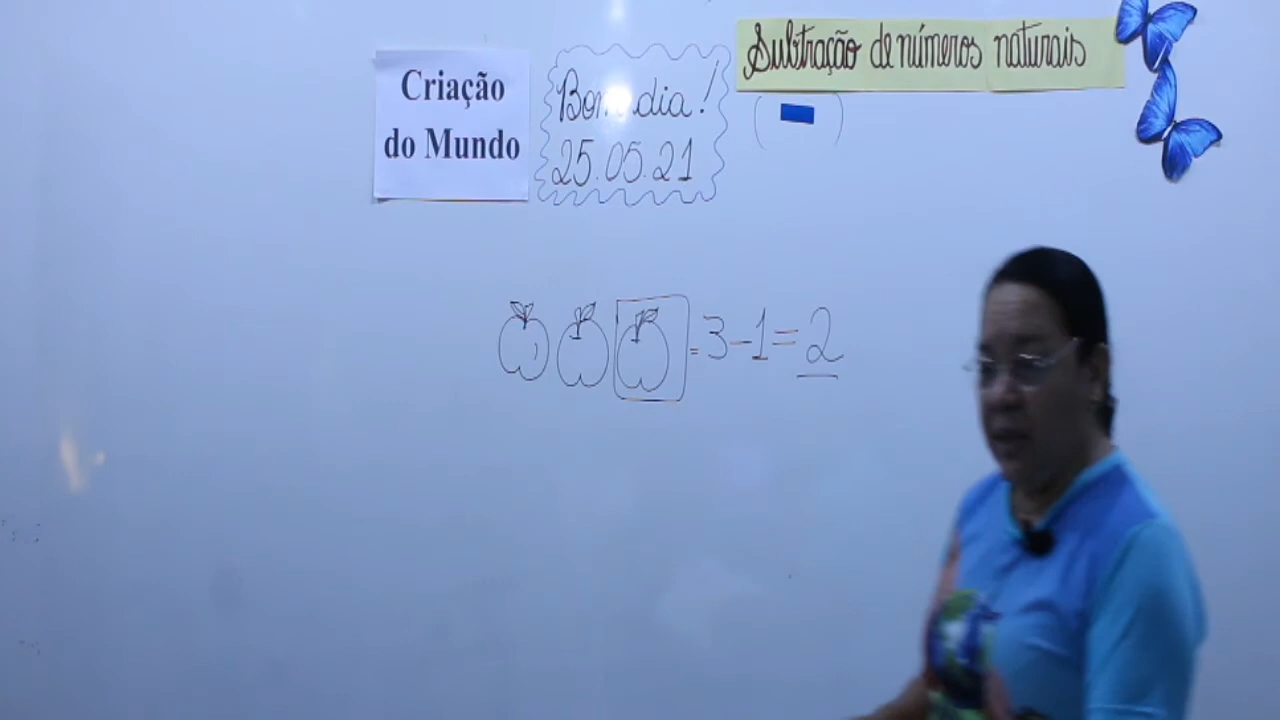 Criação
do Mundo
Bom dia!
25.05.21
Subtração de números naturais
(-)
= 3-1=2